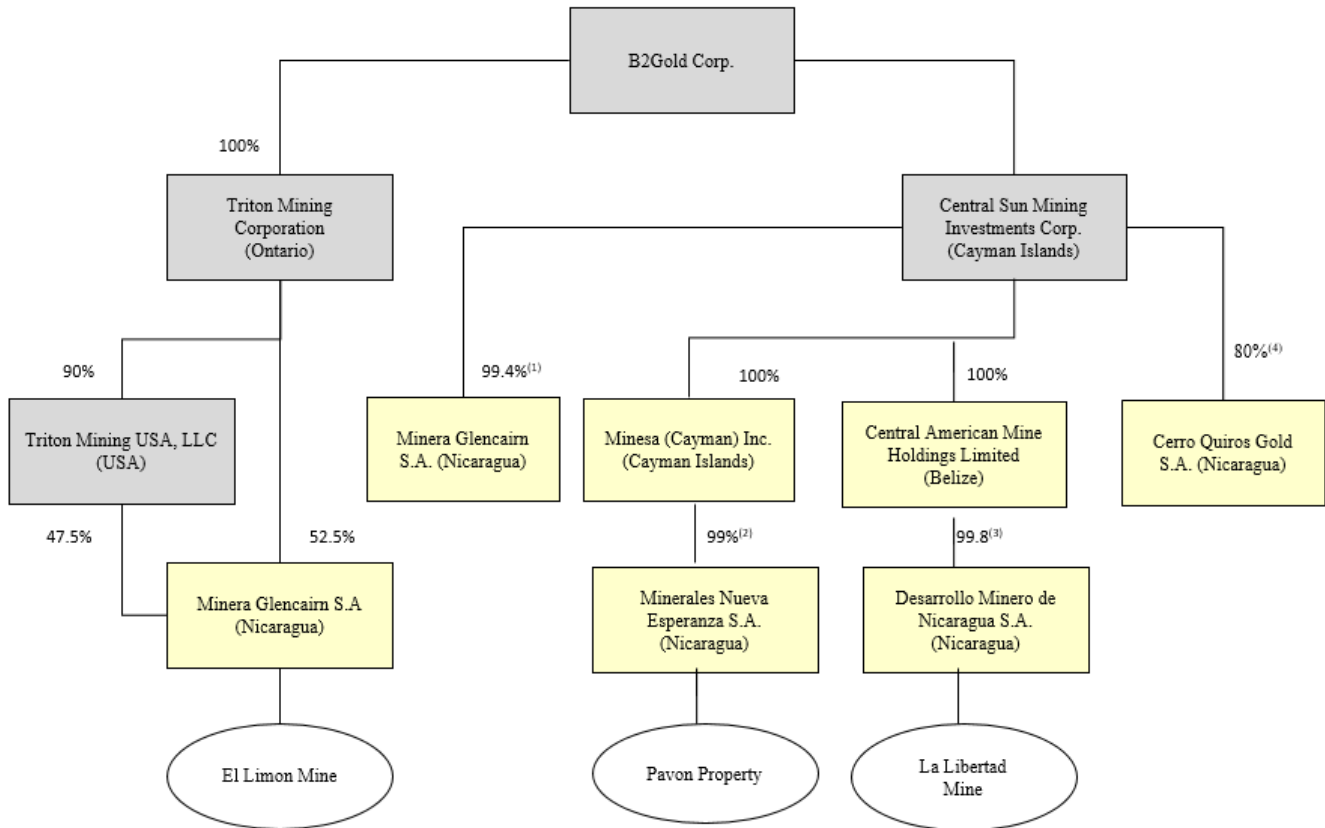 B2Gold Corp.
100%
Triton Mining
Corporation
(Ontario)
Central Sun Mining
Investments Corp.
(Cayman Islands)
90%
99.4%(1)
100%
100%
80%(4)
Triton Mining USA, LLC
(USA)
Minera Glencairn
S.A. (Nicaragua)
Minesa (Cayman) Inc.
(Cayman Islands)
Central American Mine
Holdings Limited
(Belize)
Cerro Quiros Gold
S.A. (Nicaragua)
47.5%
52.5%
99%(2)
99.8(3)
Minera Glencairn S.A
(Nicaragua)
Minerales Nueva
Esperanza S.A.
(Nicaragua)
Desarrollo Minero de
Nicaragua S.A.
(Nicaragua)
El Limon Mine
Pavon Property
La Libertad
Mine